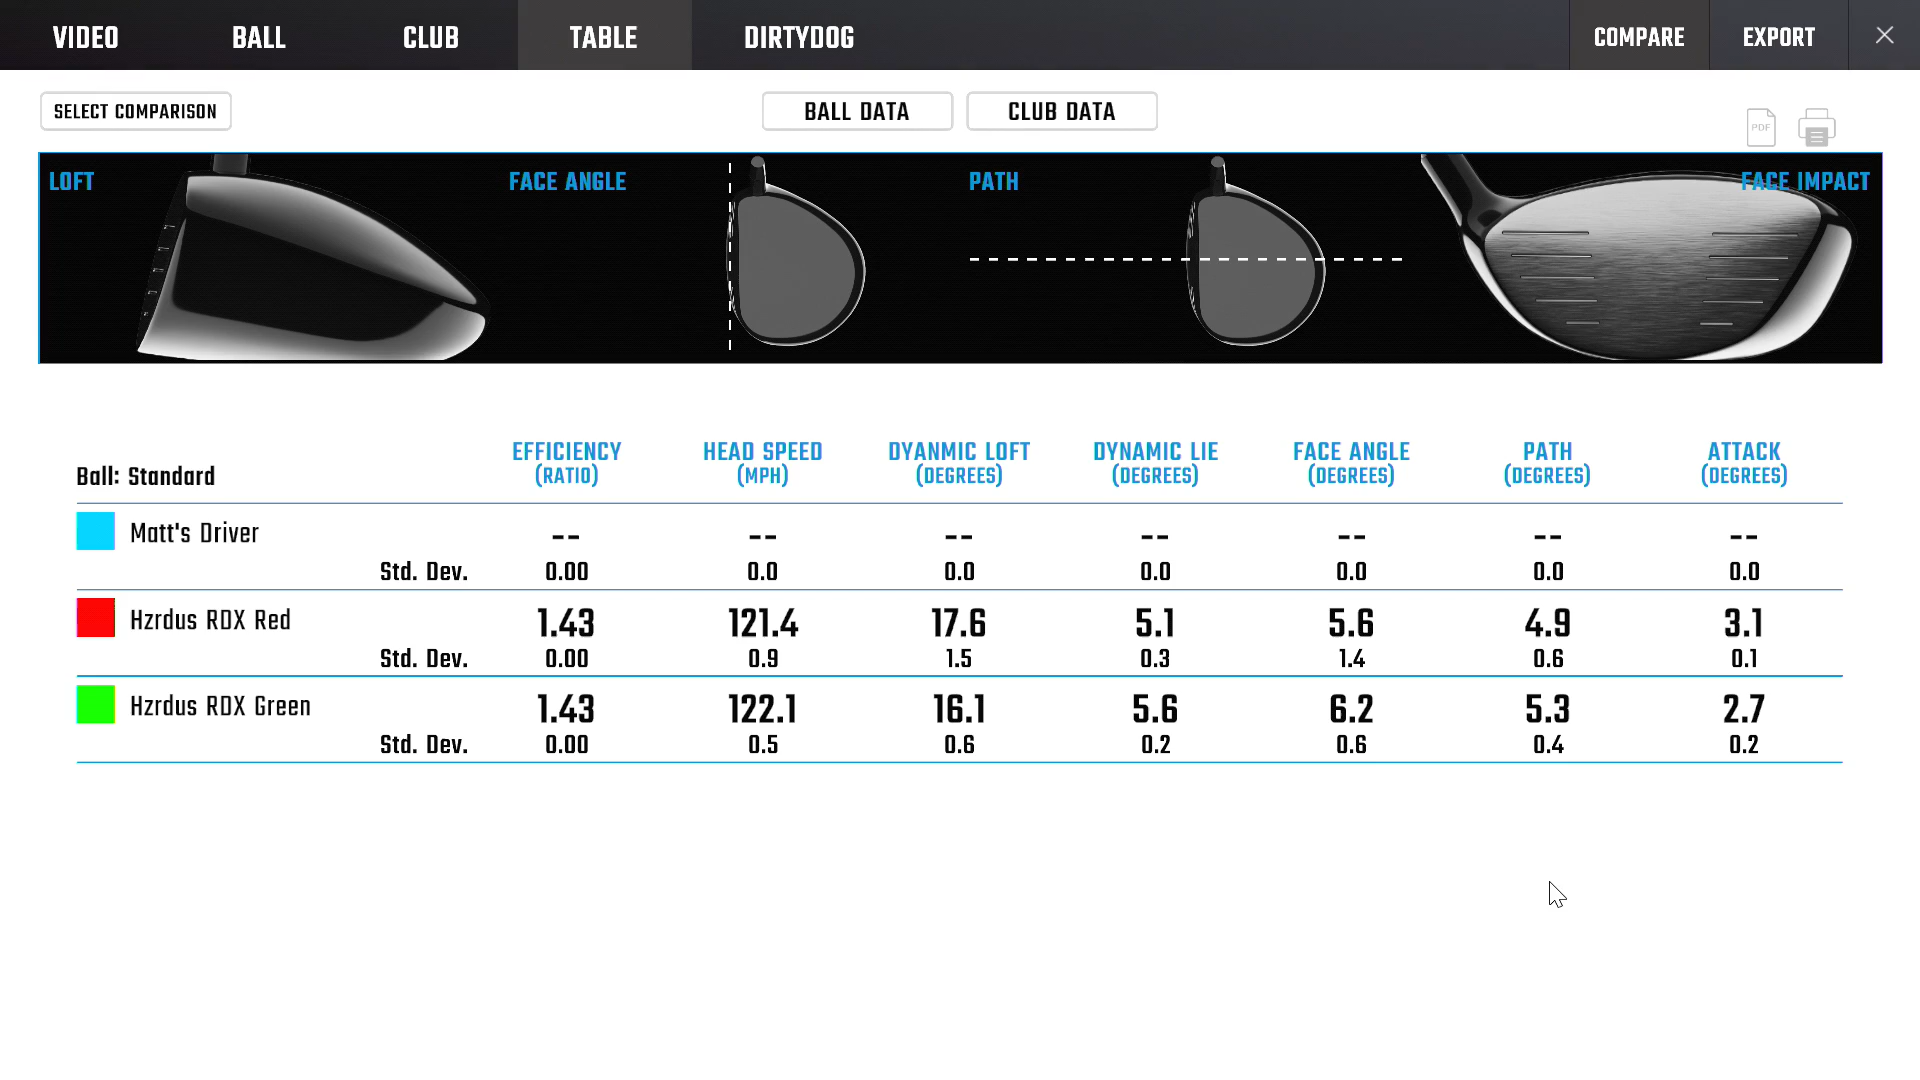 VIDEO BALL CLUB TABLE DIRTYDOG COMPARE EXPORT
SELECT COMPARISON BALL DATA CLUB DATA
PDF
LOFT FACE ANGLE PATH FACE IMPACT
EFFICIENCY HEAD SPEED DYANMIC LOFT DYNAMIC LIE FACE ANGLE PATH ATTACK
Ball: Standard (RATIO) (MPH) (DEGREES) (DEGREES) (DEGREES) (DEGREES) (DEGREES)
Matt's Driver -- -- -- -- -- -- --
Std. Dev. 0.00 0.0 0.0 0.0 0.0 0.0 0.0
Hzrdus RDX Red 1.43 121.4 17.6 5.1 5.6 4.9 3.1
Std. Dev. 0.00 0.9 1.5 0.3 1.4 0.6 0.1
Hzrdus RDX Green 1.43 122.1 16.1 5.6 6.2 5.3 2.7
Std. Dev. 0.00 0.5 0.6 0.2 0.6 0.4 0.2